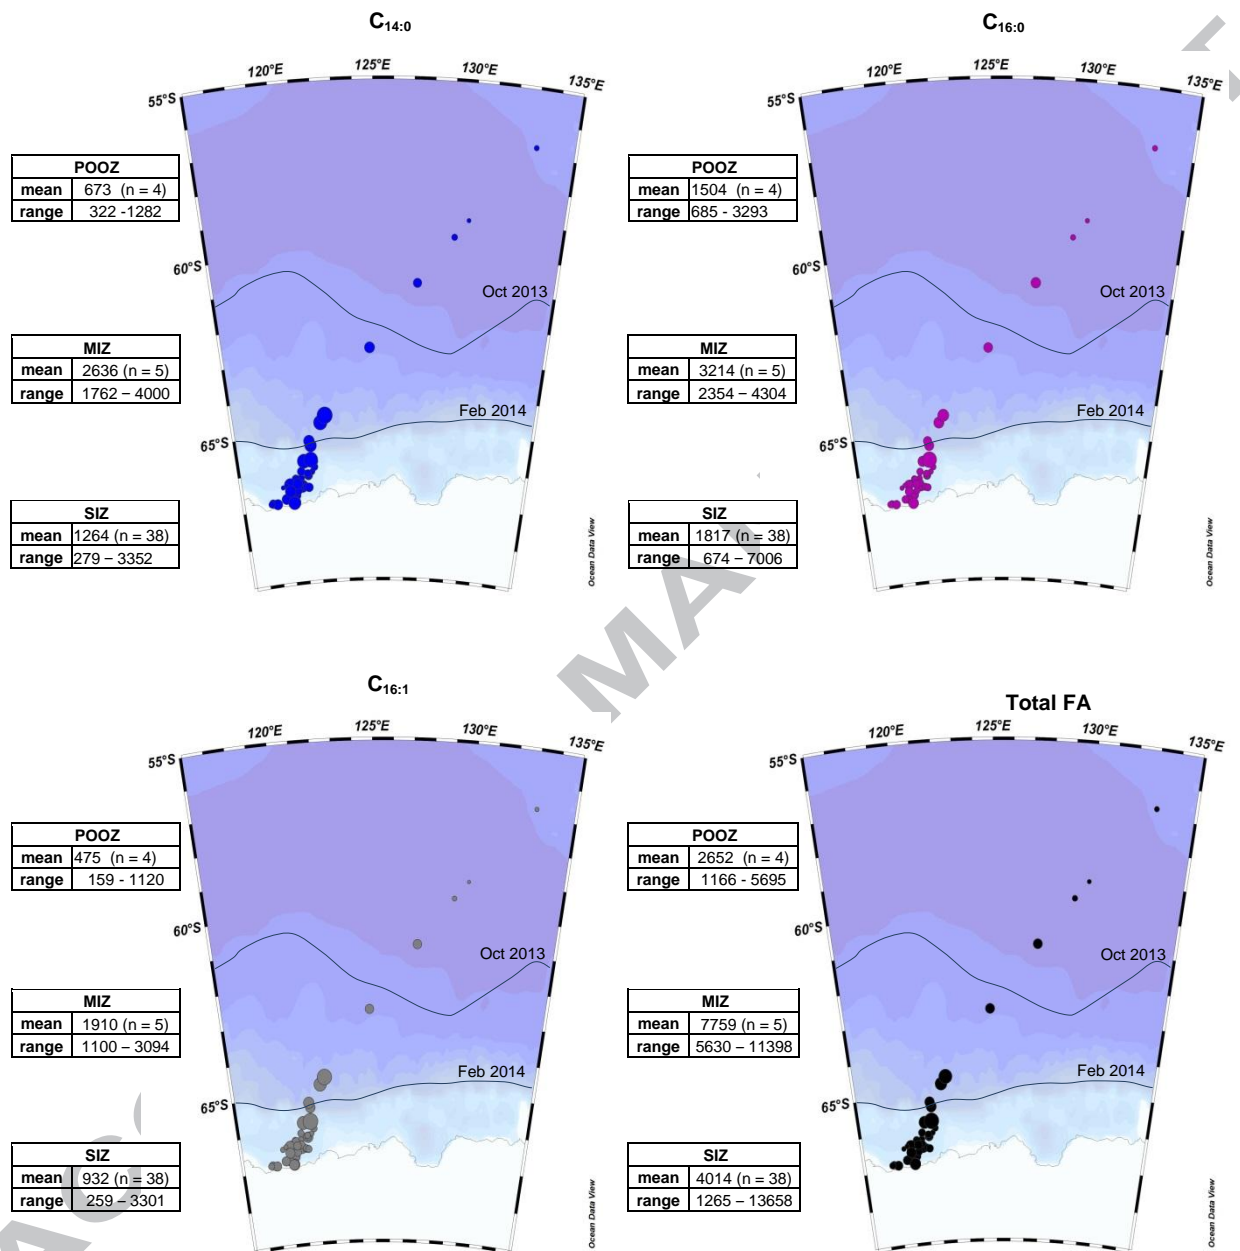 C14:0
120°E 125°E 130°E 135°E
55°S
POOZ
mean 673 (n = 4)
range 322 -1282
60°S
Oct 2013
MIZ
mean 2636 (n = 5)
range 1762 – 4000
Feb 2014
65°S
SIZ
mean 1264 (n = 38)
range 279 – 3352
Ocean Data View
C16:0
120°E 125°E 130°E 135°E
55°S
POOZ
mean 1504 (n = 4)
range 685 - 3293
60°S
Oct 2013
MIZ
mean 3214 (n = 5)
range 2354 – 4304
Feb 2014
65°S
SIZ
mean 1817 (n = 38)
range 674 – 7006
Ocean Data View
C16:1
120°E 125°E 130°E 135°E
55°S
POOZ
mean 475 (n = 4)
range 159 - 1120
60°S
Oct 2013
MIZ
mean 1910 (n = 5)
range 1100 – 3094
Feb 2014
65°S
SIZ
mean 932 (n = 38)
range 259 – 3301
Ocean Data View
Total FA
120°E 125°E 130°E 135°E
55°S
POOZ
mean 2652 (n = 4)
range 1166 - 5695
60°S
Oct 2013
MIZ
mean 7759 (n = 5)
range 5630 – 11398
Feb 2014
65°S
SIZ
mean 4014 (n = 38)
range 1265 – 13658
Ocean Data View